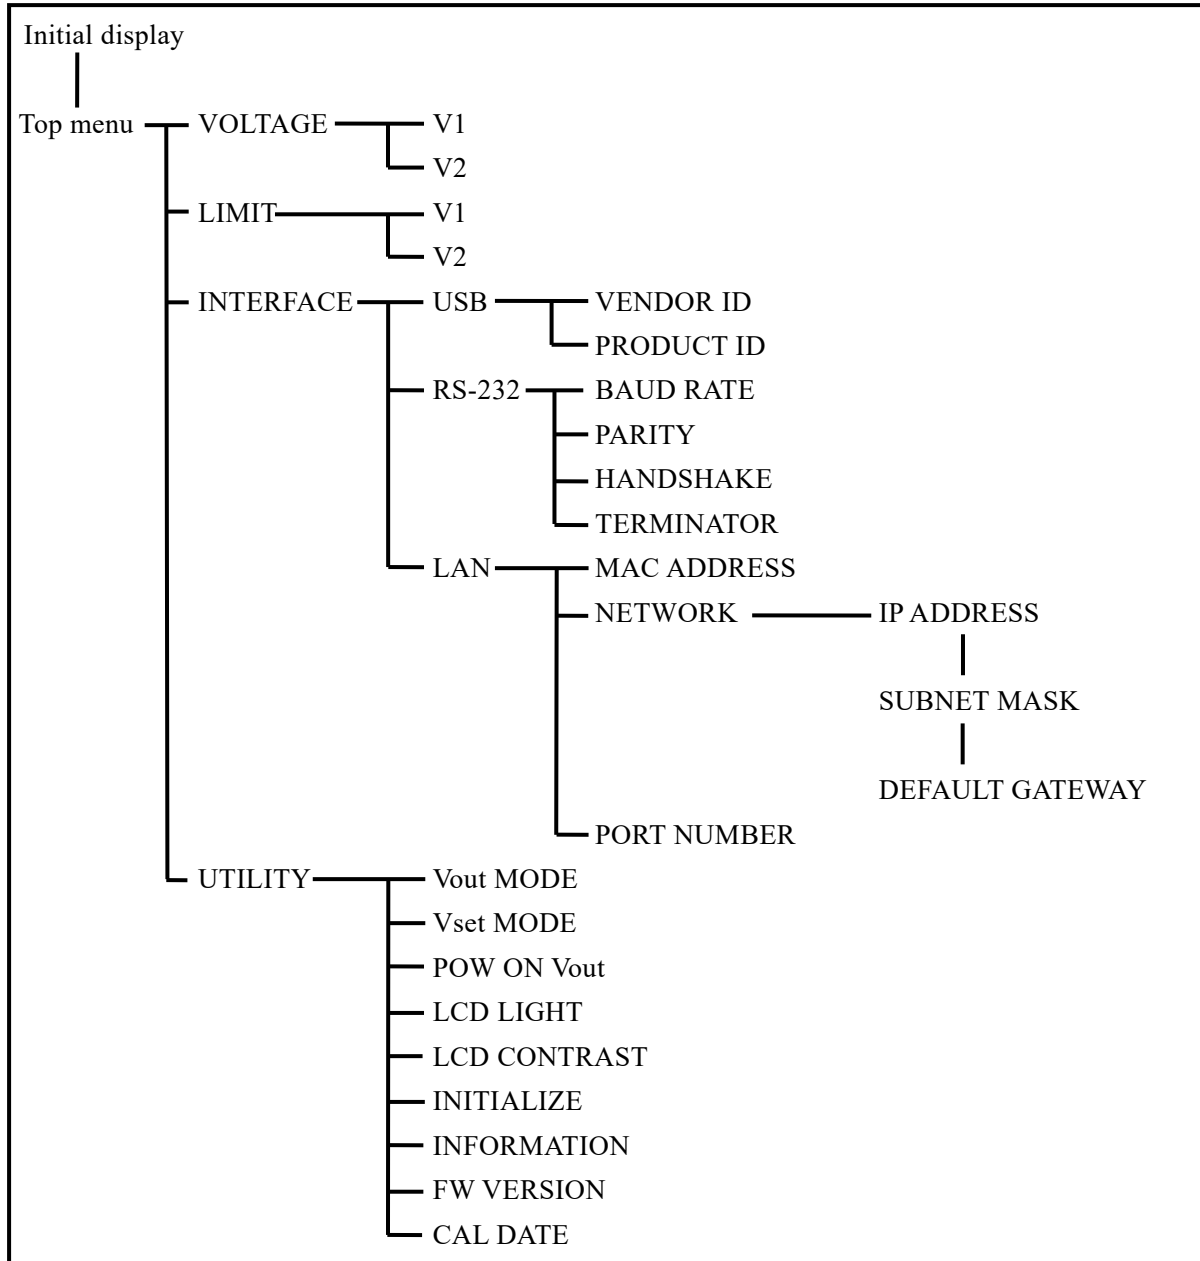 Initial display
Top menu VOLTAGE V1
V2
LIMIT V1
V2
INTERFACE USB VENDOR ID
PRODUCT ID
RS-232 BAUD RATE
PARITY
HANDSHAKE
TERMINATOR
LAN MAC ADDRESS
NETWORK IP ADDRESS
SUBNET MASK
DEFAULT GATEWAY
PORT NUMBER
UTILITY Vout MODE
Vset MODE
POW ON Vout
LCD LIGHT
LCD CONTRAST
INITIALIZE
INFORMATION
FW VERSION
CAL DATE